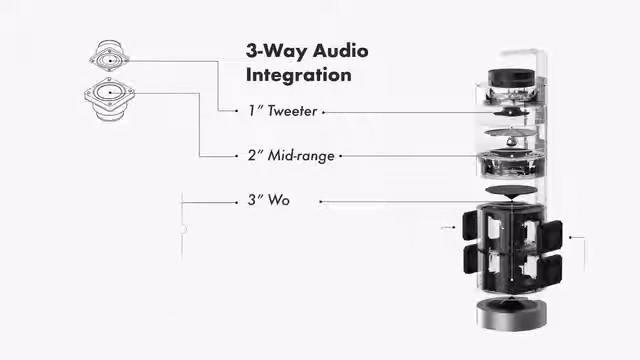 3-Way Audio
Integration
1” Tweeter
2” Mid-range
3” Wo